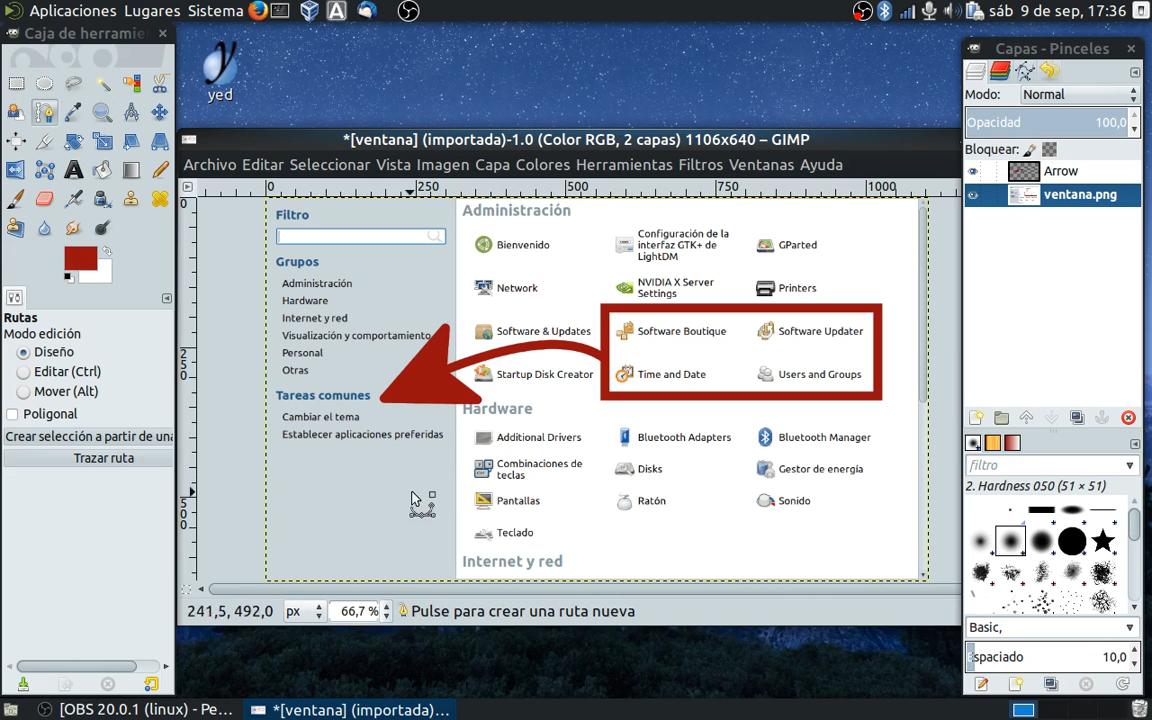 Aplicaciones Lugares Sistema
sáb 9 de sep, 17:36
Caja de herramie
yed
*[ventana] (importada)-1.0 (Color RGB, 2 capas) 1106x640 – GIMP
Archivo Editar Seleccionar Vista Imagen Capa Colores Herramientas Filtros Ventanas Ayuda
0 250 500 750 1000
0
250
500
Rutas
Modo edición
Diseño
Editar (Ctrl)
Mover (Alt)
Poligonal
Crear selección a partir de una
Trazar ruta
Filtro
Grupos
Administración
Hardware
Internet y red
Visualización y comportamiento
Personal
Otras
Tareas comunes
Cambiar el tema
Establecer aplicaciones preferidas
Administración
Bienvenido
Configuración de la
interfaz GTK+ de
LightDM
GParted
Network
NVIDIA X Server
Settings
Printers
Software & Updates
Software Boutique
Software Updater
Startup Disk Creator
Time and Date
Users and Groups
Hardware
Additional Drivers
Bluetooth Adapters
Bluetooth Manager
Combinaciones de
teclas
Disks
Gestor de energía
Pantallas
Ratón
Sonido
Teclado
Internet y red
241,5, 492,0 px 66,7 % Pulse para crear una ruta nueva
Capas - Pinceles
Modo: Normal
Opacidad 100,0
Bloquear:
Arrow
ventana.png
filtro
2. Hardness 050 (51 × 51)
Basic,
Espaciado 10,0
[OBS 20.0.1 (linux) - Pe...
*[ventana] (importada)...